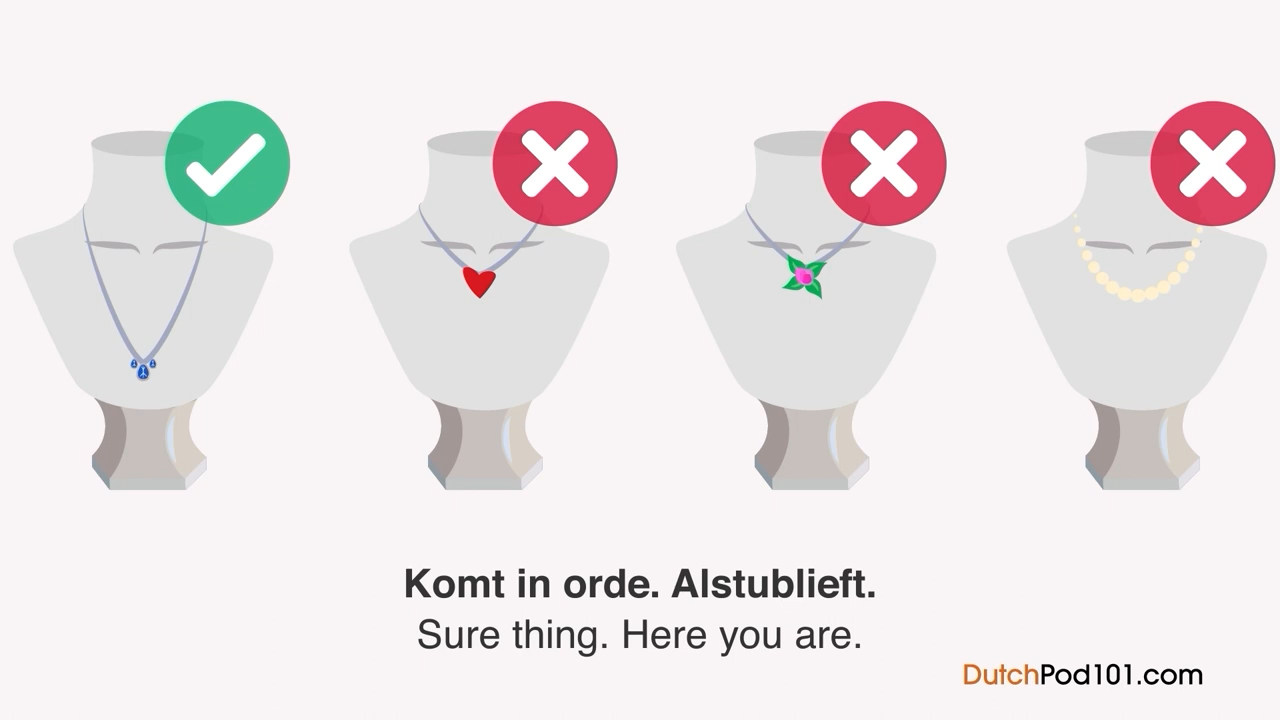 Komt in orde. Alstublieft.
Sure thing. Here you are.
DutchPod101.com